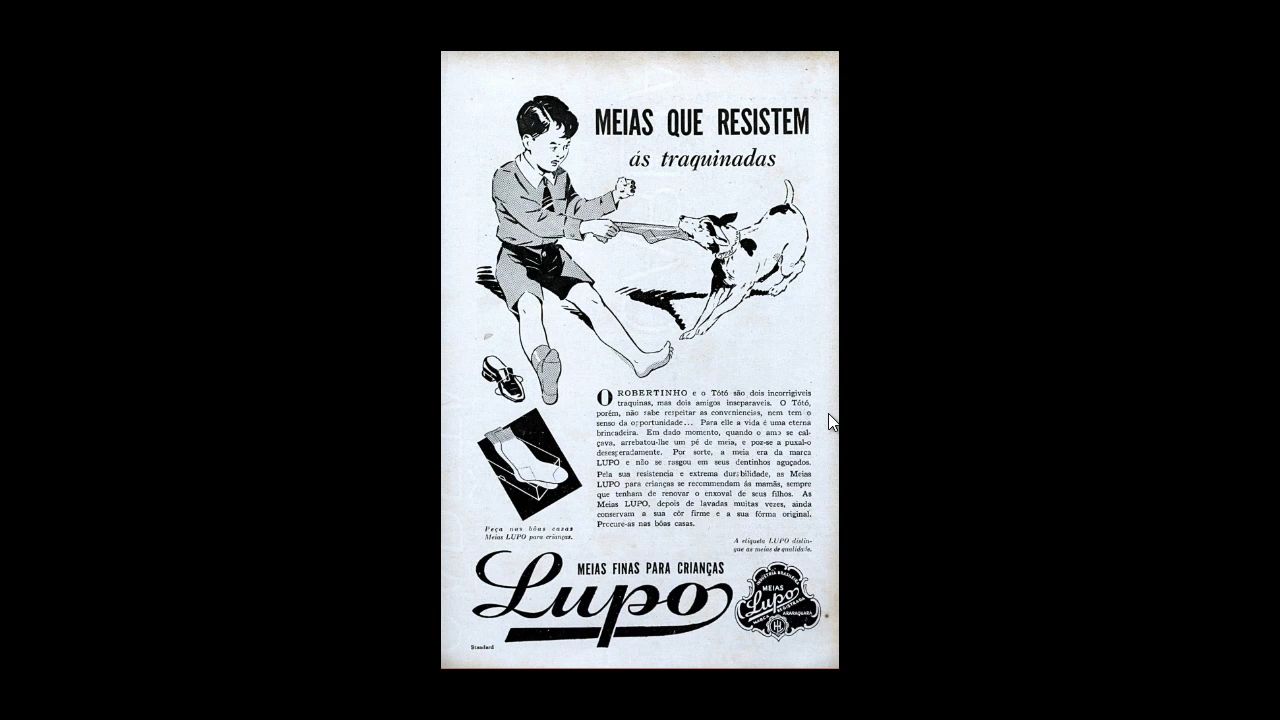 MEIAS QUE RESISTEM
ás traquinadas
O ROBERTINHO e o Tótó são dois incorrigiveis
traquinas, mas dois amigos inseparaveis. O Tótó,
porém, não sabe respeitar as conveniencias, nem tem o
senso da opportunidade... Para elle a vida é uma eterna
brincadeira. Em dado momento, quando o amo se cal-
çava, arrebatou-lhe um pé de meia, e poz-se a puxal-o
desesperadamente. Por sorte, a meia era da marca
LUPO e não se rasgou em seus dentinhos aguçados.
Pela sua resistencia e extrema durabilidade, as Meias
LUPO para crianças se recommendam ás mamãs, sempre
que tenham de renovar o enxoval de seus filhos. As
Meias LUPO, depois de lavadas muitas vezes, ainda
conservam a sua côr firme e a sua fórma original.
Procure-as nas bôas casas.
Peça nas bôas casas
Meias LUPO para crianças.
A etiqueta LUPO distin-
gue as meias de qualidade.
MEIAS FINAS PARA CRIANÇAS
Lupo
INDUSTRIA BRASILEIRA
MEIAS
Lupo
MARCA REGISTRADA
ARARAQUARA
Standard